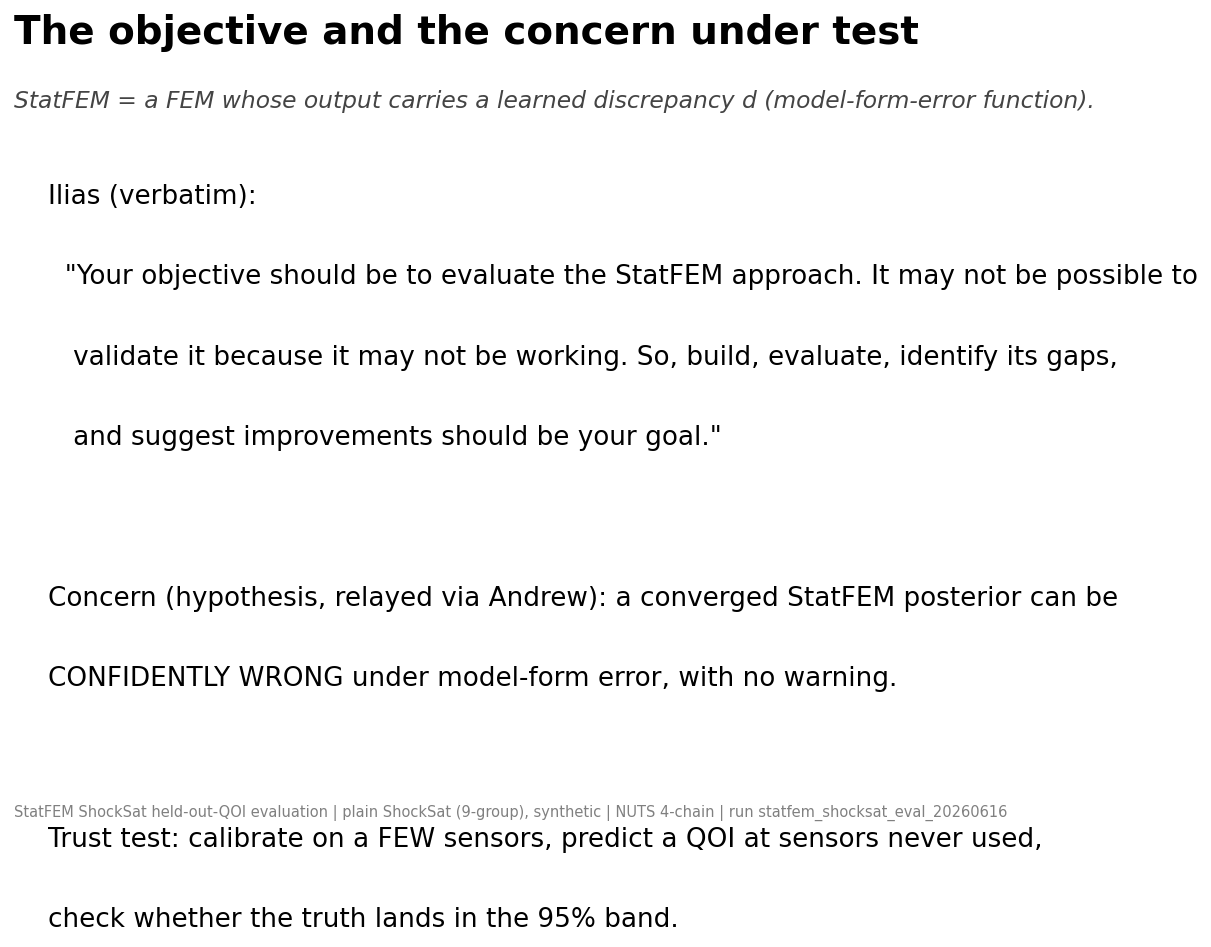 The objective and the concern under test
StatFEM = a FEM whose output carries a learned discrepancy d (model-form-error function).
Ilias (verbatim):
"Your objective should be to evaluate the StatFEM approach. It may not be possible to
validate it because it may not be working. So, build, evaluate, identify its gaps,
and suggest improvements should be your goal."
Concern (hypothesis, relayed via Andrew): a converged StatFEM posterior can be
CONFIDENTLY WRONG under model-form error, with no warning.
StatFEM ShockSat held-out-QOI evaluation | plain ShockSat (9-group), synthetic | NUTS 4-chain | run statfem_shocksat_eval_20260616
Trust test: calibrate on a FEW sensors, predict a QOI at sensors never used,
check whether the truth lands in the 95% band.